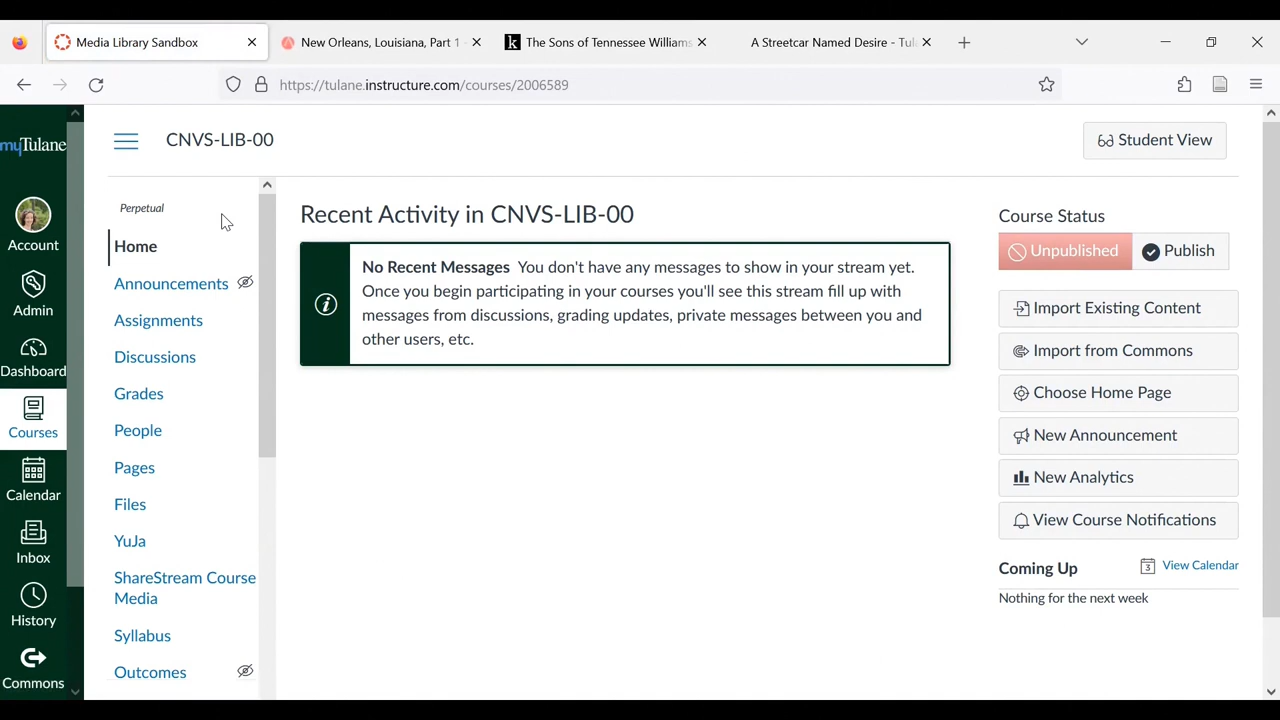 Media Library Sandbox
New Orleans, Louisiana, Part 1 -
The Sons of Tennessee Williams
A Streetcar Named Desire - Tul
https://tulane.instructure.com/courses/2006589
myTulane
Account
Admin
Dashboard
Courses
Calendar
Inbox
History
Commons
CNVS-LIB-00
Student View
Perpetual
Home
Announcements
Assignments
Discussions
Grades
People
Pages
Files
YuJa
ShareStream Course
Media
Syllabus
Outcomes
Recent Activity in CNVS-LIB-00
No Recent Messages You don't have any messages to show in your stream yet.
Once you begin participating in your courses you'll see this stream fill up with
messages from discussions, grading updates, private messages between you and
other users, etc.
Course Status
Unpublished
Publish
Import Existing Content
Import from Commons
Choose Home Page
New Announcement
New Analytics
View Course Notifications
Coming Up
3 View Calendar
Nothing for the next week